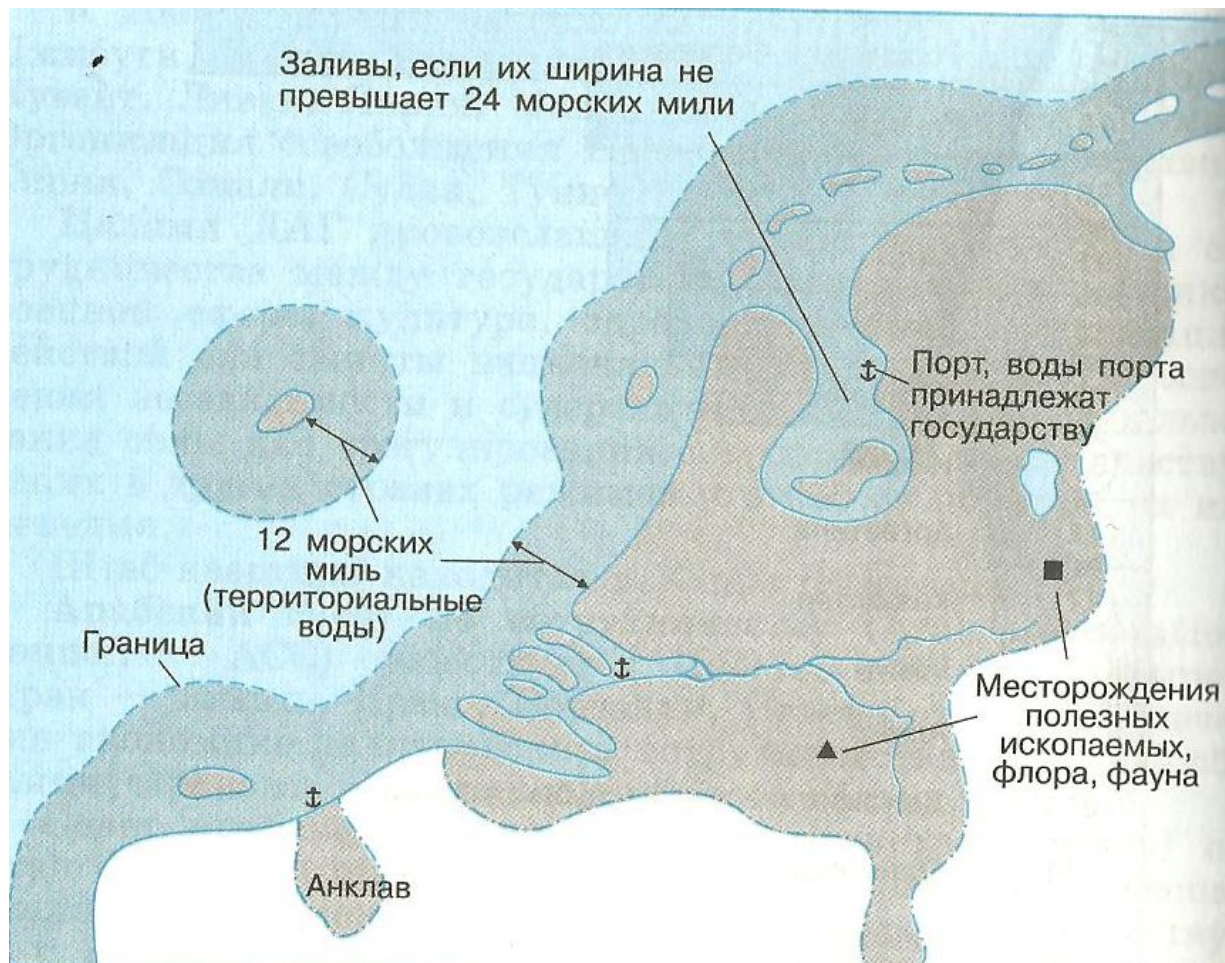 Заливы, если их ширина не
превышает 24 морских мили
Порт, воды порта
принадлежат
государству
12 морских
миль
(территориальные
воды)
Граница
Месторождения
полезных
ископаемых,
флора, фауна
Анклав